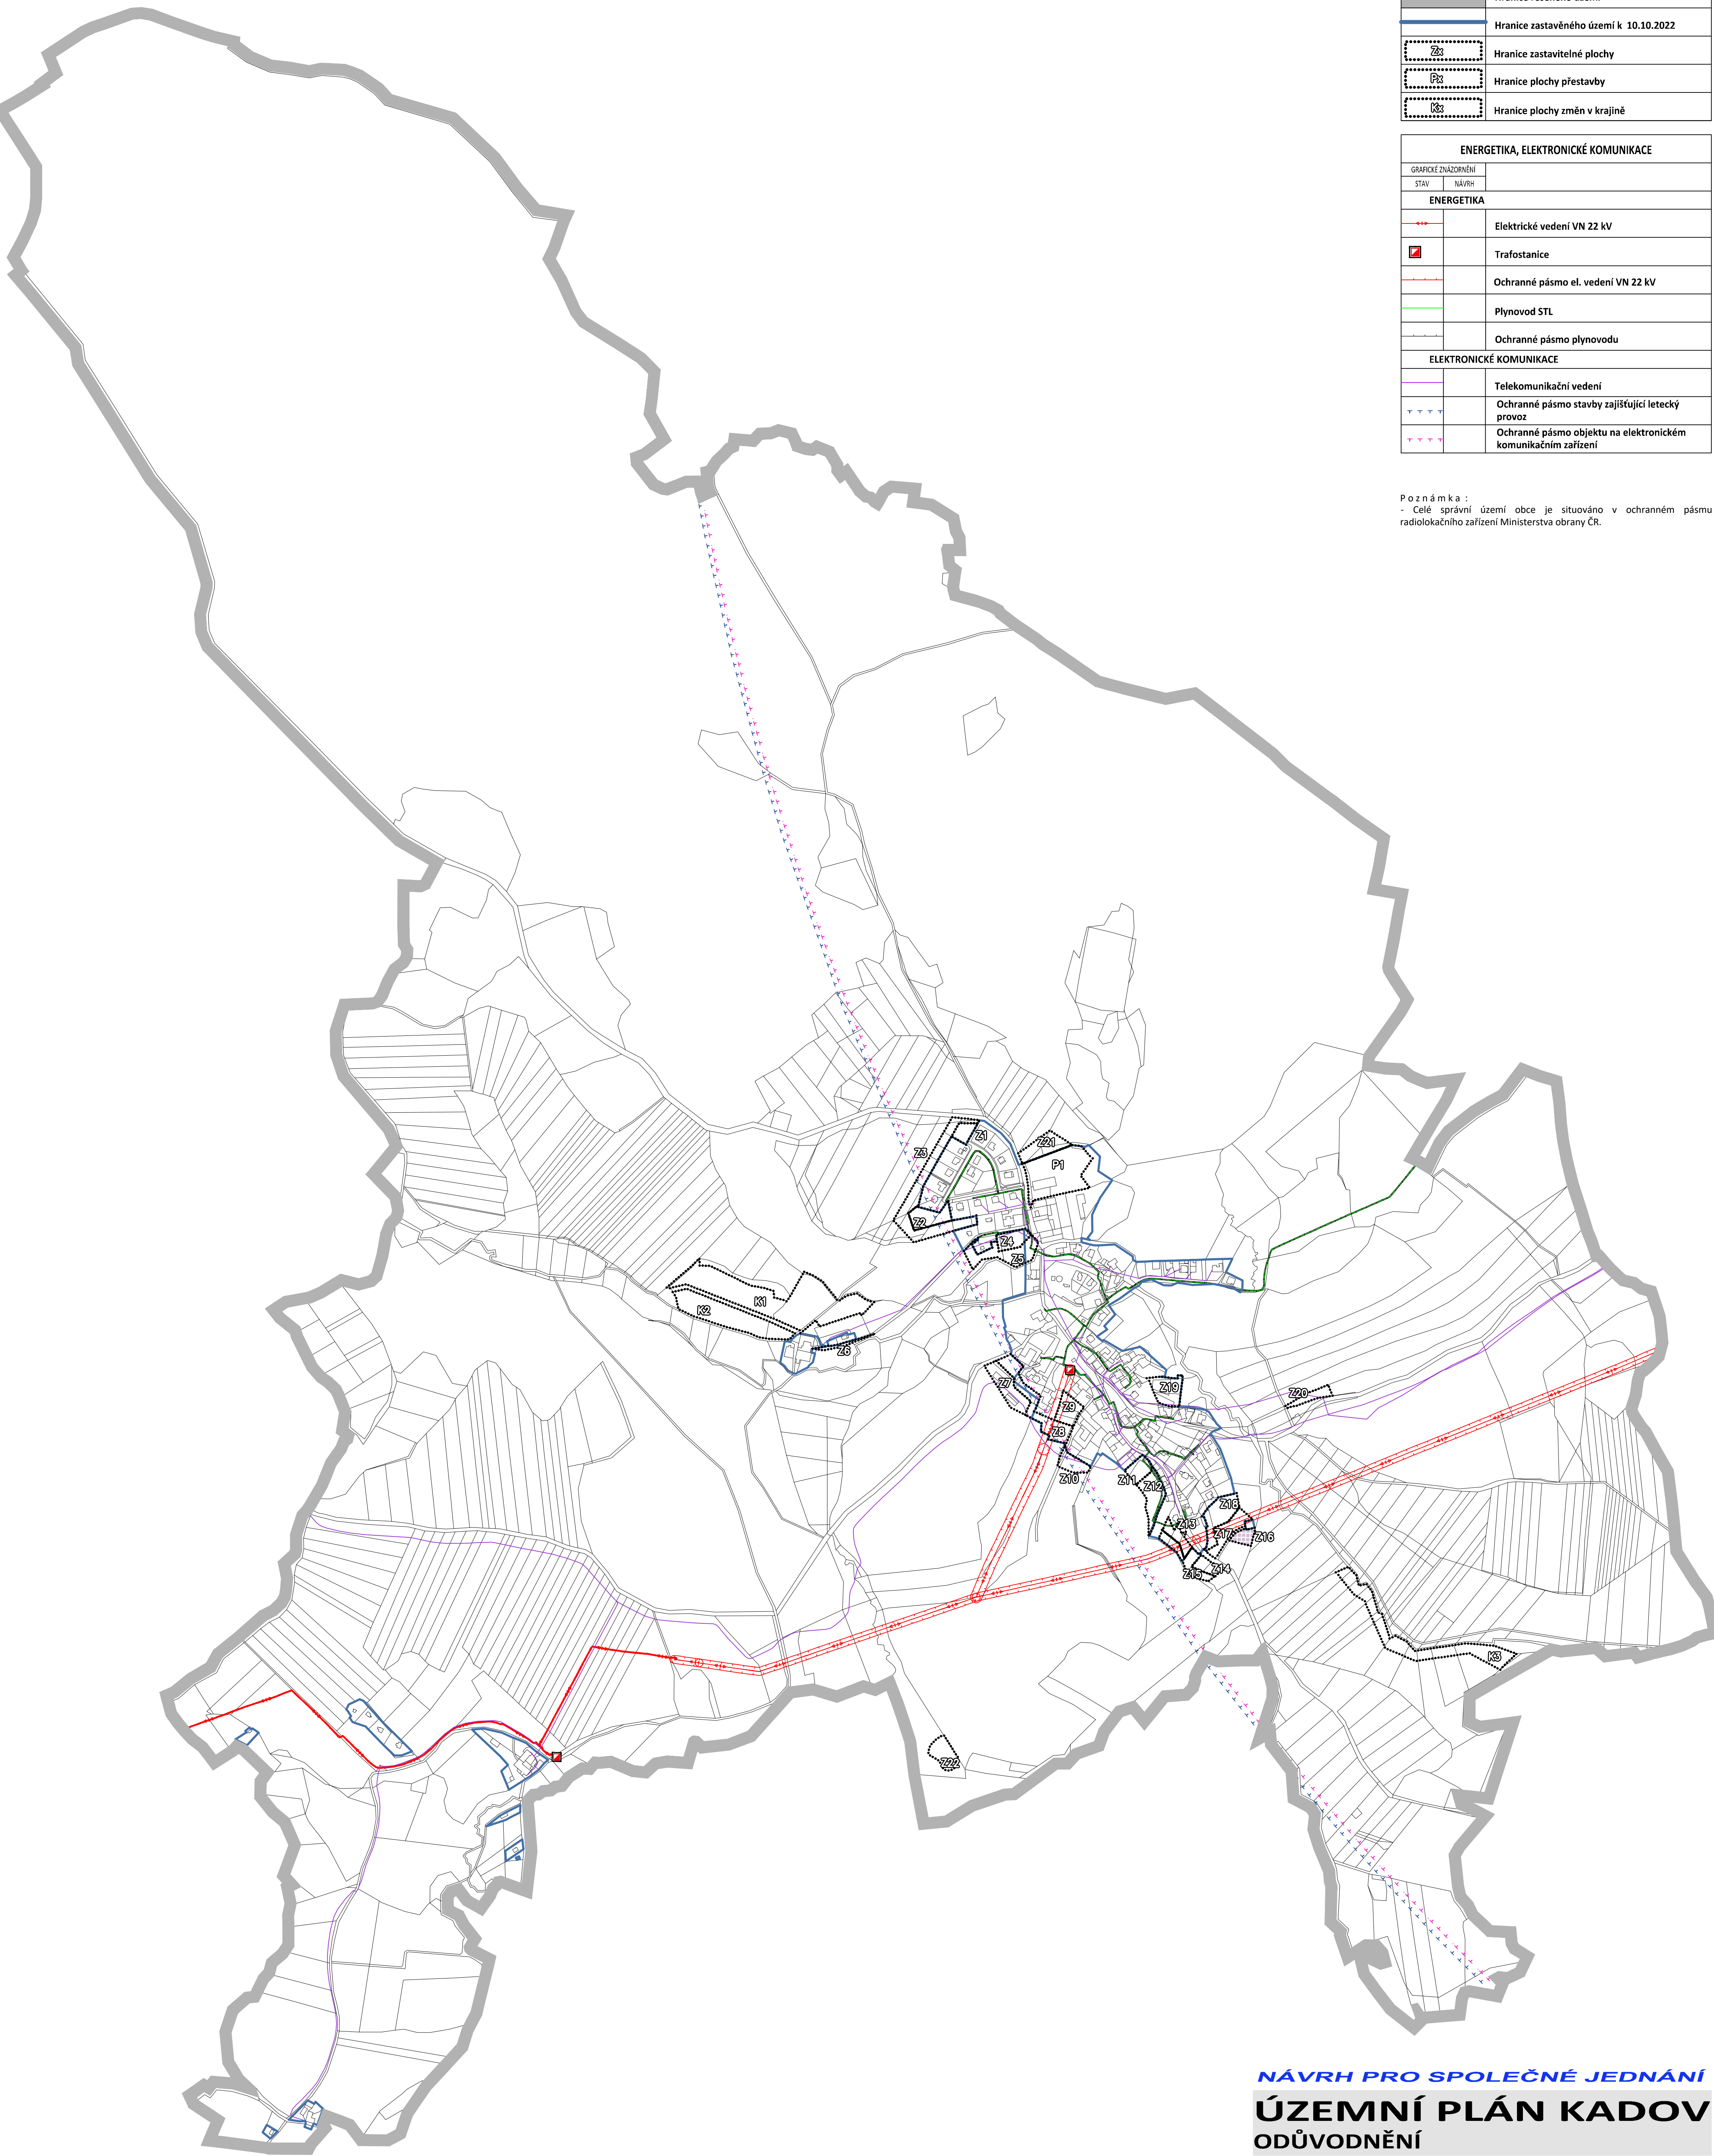 Hranice zastavěného území k 10.10.2022
Zx
Hranice zastavitelné plochy
Px
Hranice plochy přestavby
Kx
Hranice plochy změn v krajině
ENERGETIKA, ELEKTRONICKÉ KOMUNIKACE
GRAFICKÉ ZNÁZORNĚNÍ
STAV
NÁVRH
ENERGETIKA
Elektrické vedení VN 22 kV
Trafostanice
Ochranné pásmo el. vedení VN 22 kV
Plynovod STL
Ochranné pásmo plynovodu
ELEKTRONICKÉ KOMUNIKACE
Telekomunikační vedení
Ochranné pásmo stavby zajišťující letecký
provoz
Ochranné pásmo objektu na elektronickém
komunikačním zařízení
Poznámka :
- Celé správní území obce je situováno v ochranném pásmu
radiolokačního zařízení Ministerstva obrany ČR.
Z1
Z21
Z3
P1
Z2
Z4
Z5
K1
K2
Z6
Z7
Z19
Z20
Z9
Z8
Z10
Z11
Z12
Z18
Z13
Z17
Z16
Z14
Z15
K3
Z22
NÁVRH PRO SPOLEČNÉ JEDNÁNÍ
ÚZEMNÍ PLÁN KADOV
ODŮVODNĚNÍ